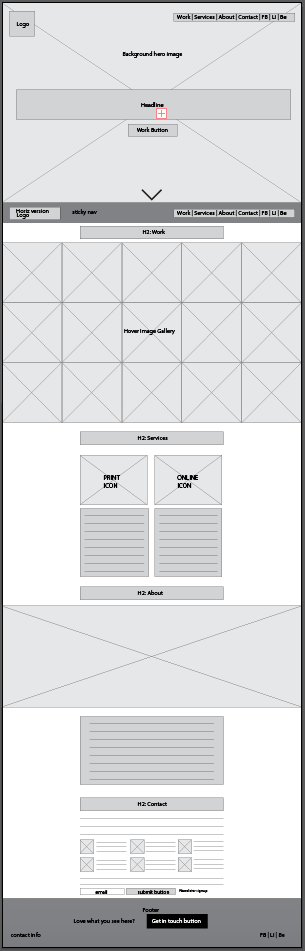 Logo
Work | Services | About | Contact | FB | LI | Be
Background hero image
Headline
Work Button
Horiz version
Logo
sticky nav
Work | Services | About | Contact | FB | LI | Be
H2: Work
Hover Image Gallery
H2: Services
PRINT
ICON
ONLINE
ICON
H2: About
H2: Contact
email
submit button
Newsletter signup
Footer
Love what you see here?
Get in touch button
contact info
FB | LI | Be